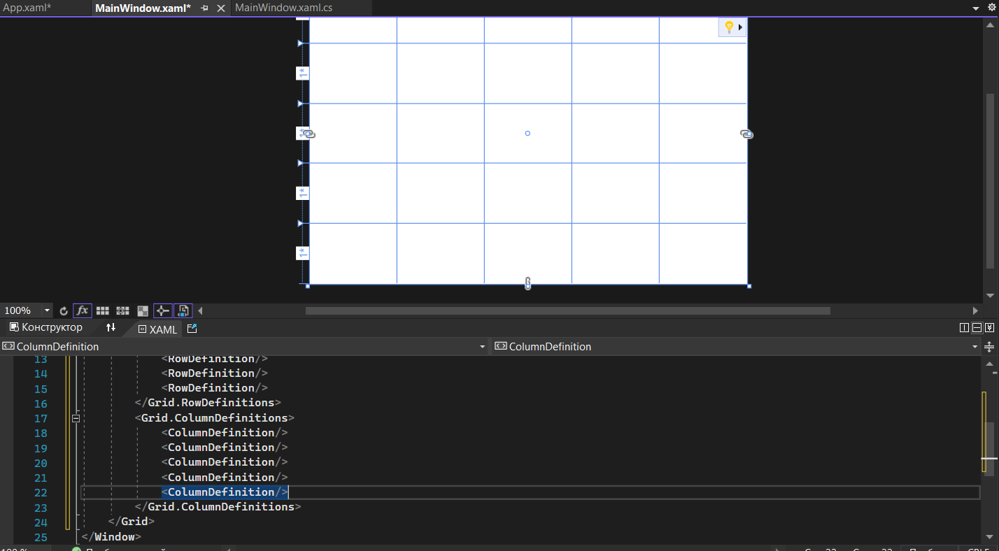 App.xaml* MainWindow.xaml* MainWindow.xaml.cs
1*
1*
1*
100% fx
Конструктор XAML
ColumnDefinition ColumnDefinition
13 <RowDefinition/>
14 <RowDefinition/>
15 <RowDefinition/>
16 </Grid.RowDefinitions>
17 <Grid.ColumnDefinitions>
18 <ColumnDefinition/>
19 <ColumnDefinition/>
20 <ColumnDefinition/>
21 <ColumnDefinition/>
22 <ColumnDefinition/>
23 </Grid.ColumnDefinitions>
24 </Grid>
25 </Window>